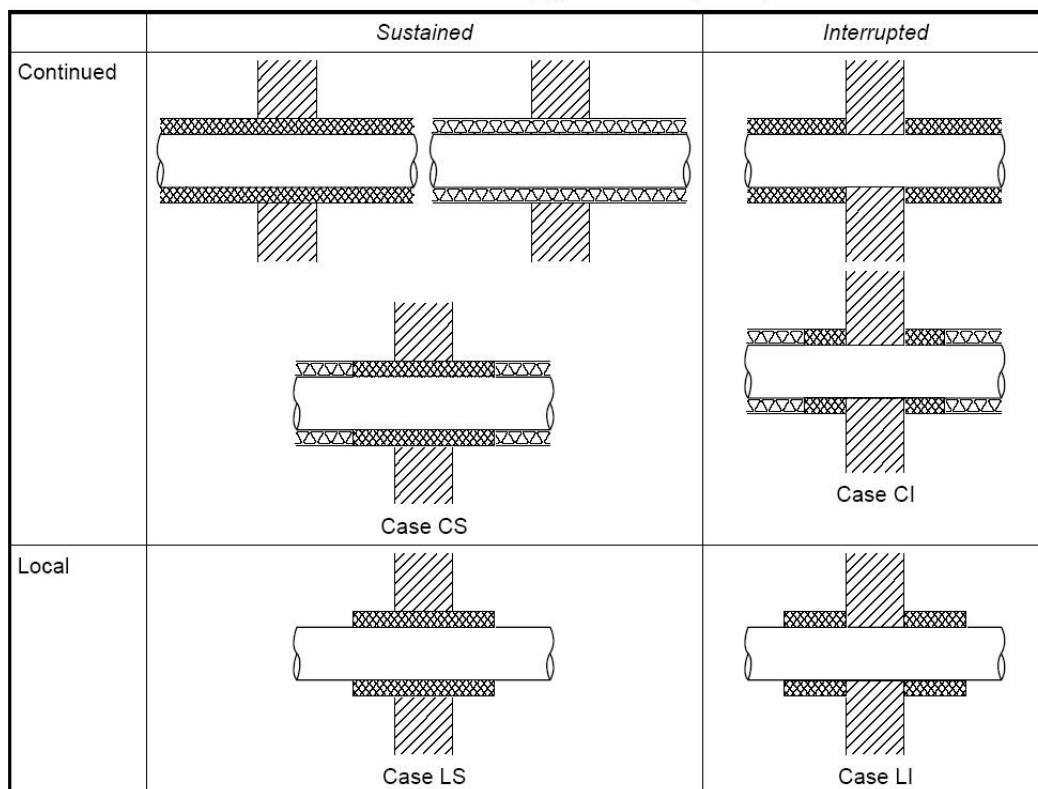 Sustained
Interrupted
Continued
Case CS
Case CI
Local
Case LS
Case LI